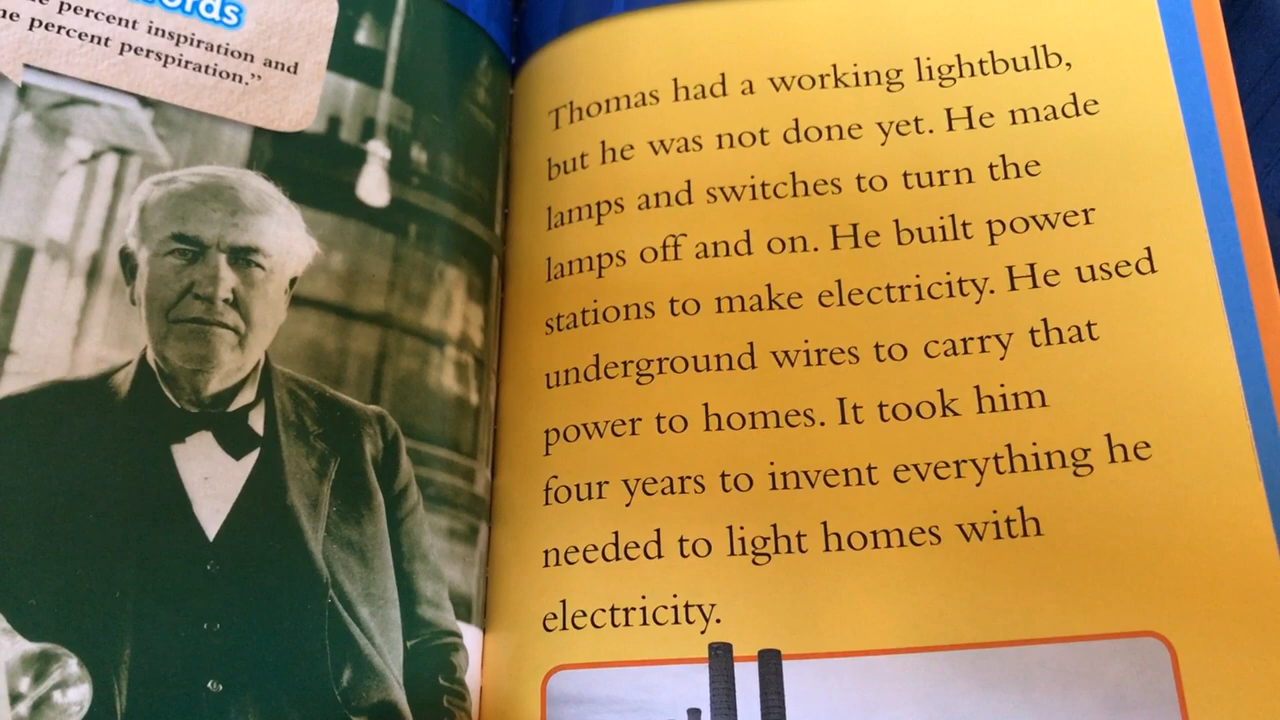 percent inspiration and
percent perspiration.”
Thomas had a working lightbulb,
but he was not done yet. He made
lamps and switches to turn the
lamps off and on. He built power
stations to make electricity. He used
underground wires to carry that
power to homes. It took him
four years to invent everything he
needed to light homes with
electricity.